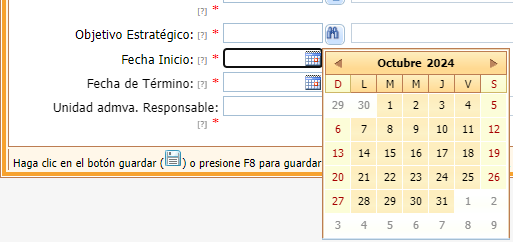 [?] *
Objetivo Estratégico: [?] *
Fecha Inicio: [?] *
Octubre 2024
Fecha de Término: [?] *
D L M M J V S
29 30 1 2 3 4 5
Unidad admva. Responsable:
[?] *
6 7 8 9 10 11 12
13 14 15 16 17 18 19
Haga clic en el botón guardar ( ) o presione F8 para guardar
20 21 22 23 24 25 26
27 28 29 30 31 1 2
3 4 5 6 7 8 9